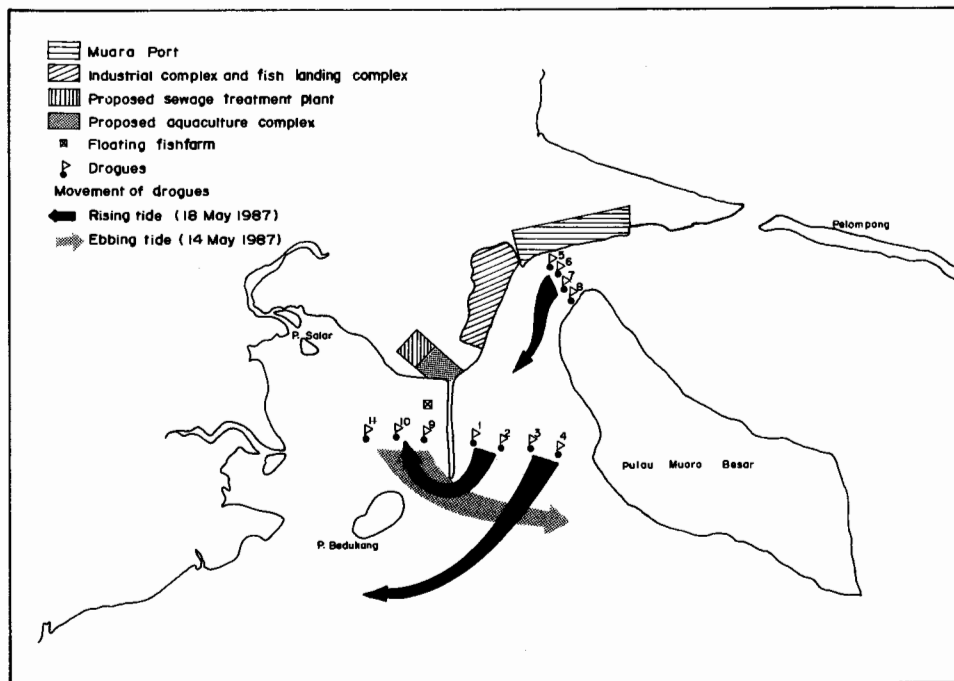 Muara Port
Industrial complex and fish landing complex
Proposed sewage treatment plant
Proposed aquaculture complex
Floating fishfarm
Drogues
Movement of drogues
Rising tide (18 May 1987)
Ebbing tide (14 May 1987)
Pelompang
5
6
7
8
P. Salar
11
10
9
1
2
3
4
Pulau Muoro Besar
P. Bedukang